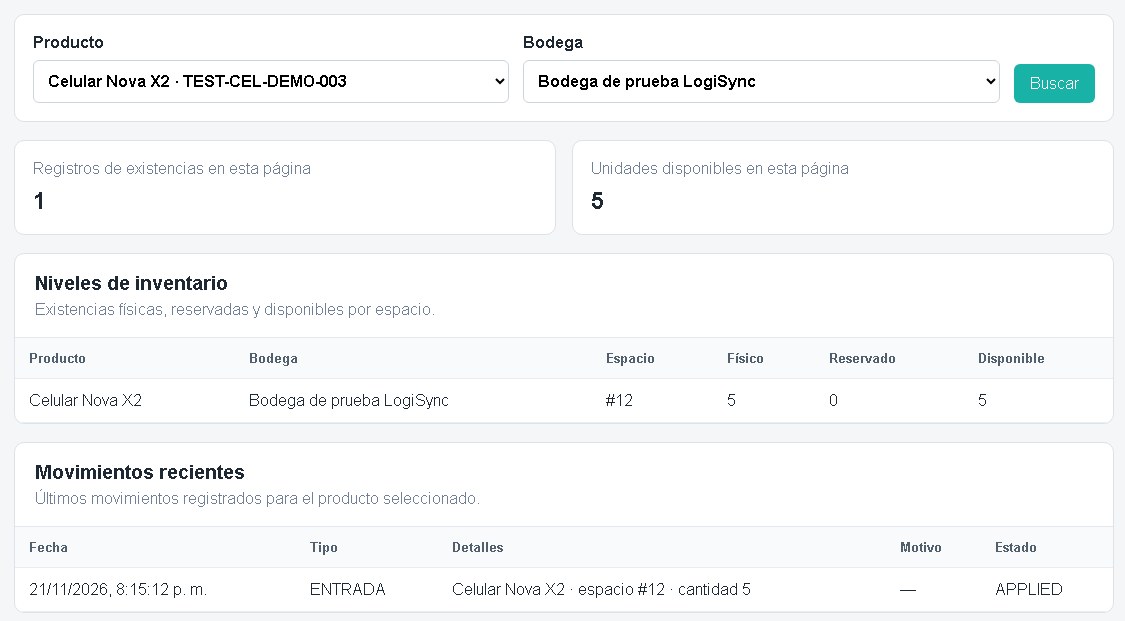 Producto Bodega
Celular Nova X2 · TEST-CEL-DEMO-003 Bodega de prueba LogiSync Buscar
Registros de existencias en esta página Unidades disponibles en esta página
1 5
Niveles de inventario
Existencias físicas, reservadas y disponibles por espacio.
Producto Bodega Espacio Físico Reservado Disponible
Celular Nova X2 Bodega de prueba LogiSync #12 5 0 5
Movimientos recientes
Últimos movimientos registrados para el producto seleccionado.
Fecha Tipo Detalles Motivo Estado
21/11/2026, 8:15:12 p. m. ENTRADA Celular Nova X2 · espacio #12 · cantidad 5 — APPLIED